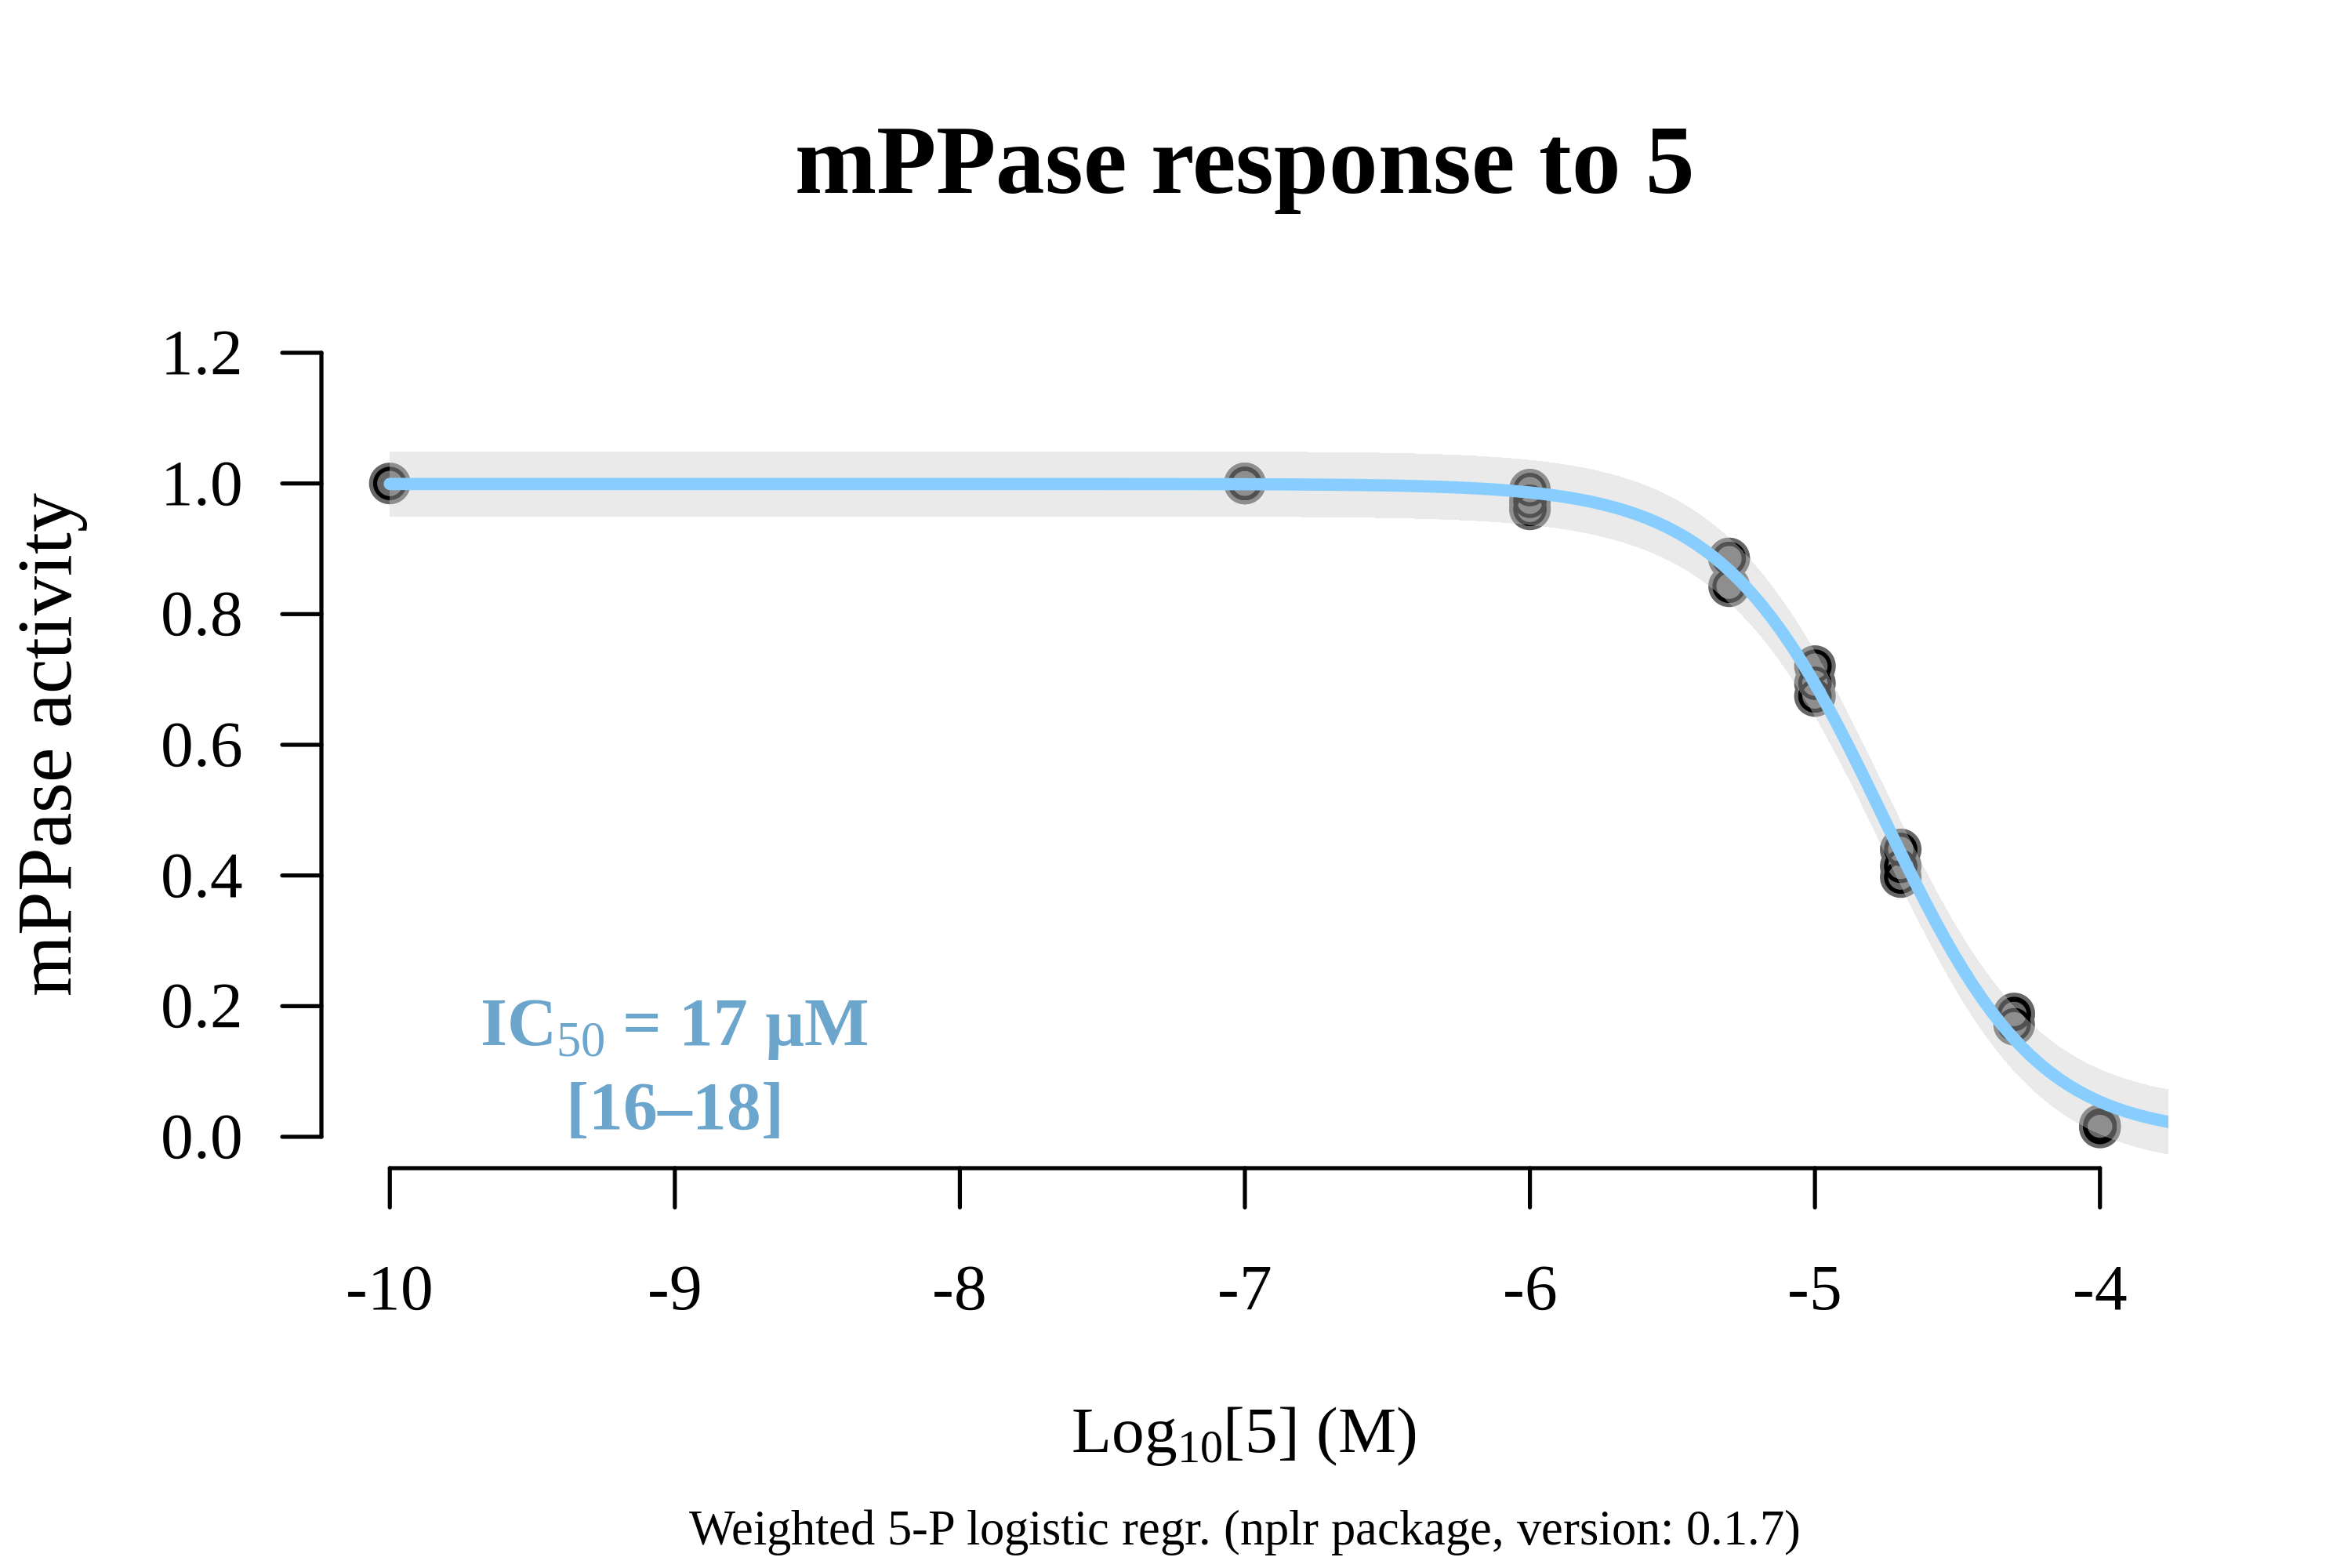 mPPase response to 5
mPPase activity
1.2
1.0
0.8
0.6
0.4
0.2
0.0
IC50 = 17 µM
[16–18]
-10 -9 -8 -7 -6 -5 -4
Log10[5] (M)
Weighted 5-P logistic regr. (nplr package, version: 0.1.7)